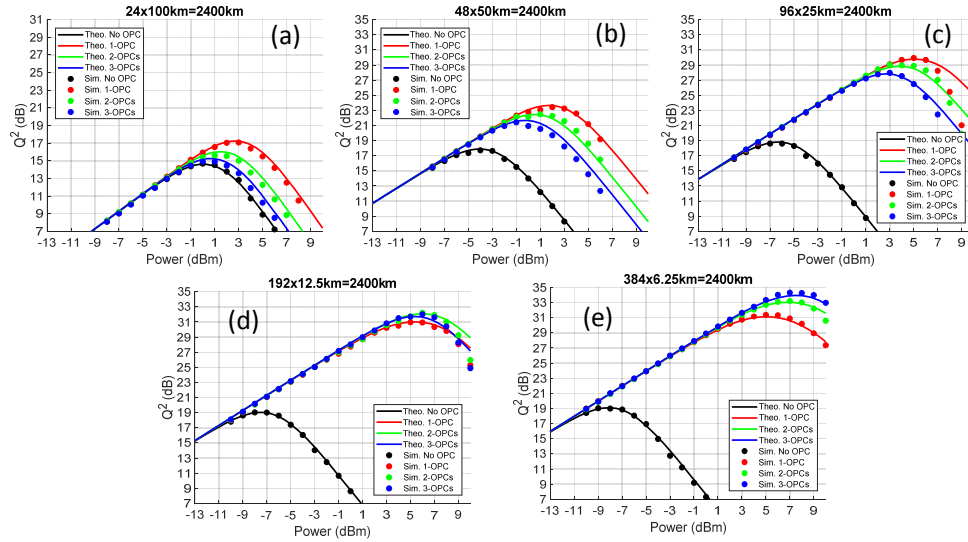 24x100km=2400km
(a)
Theo. No OPC
Theo. 1-OPC
Theo. 2-OPCs
Theo. 3-OPCs
Sim. No OPC
Sim. 1-OPC
Sim. 2-OPCs
Sim. 3-OPCs
31
29
27
25
23
21
19
17
15
13
11
9
7
Q² (dB)
-13 -11 -9 -7 -5 -3 -1 1 3 5 7 9
Power (dBm)
48x50km=2400km
(b)
Theo. No OPC
Theo. 1-OPC
Theo. 2-OPCs
Theo. 3-OPCs
Sim. No OPC
Sim. 1-OPC
Sim. 2-OPCs
Sim. 3-OPCs
35
33
31
29
27
25
23
21
19
17
15
13
11
9
7
Q² (dB)
-13 -11 -9 -7 -5 -3 -1 1 3 5 7 9
Power (dBm)
96x25km=2400km
(c)
Theo. No OPC
Theo. 1-OPC
Theo. 2-OPCs
Theo. 3-OPCs
Sim. No OPC
Sim. 1-OPC
Sim. 2-OPCs
Sim. 3-OPCs
35
33
31
29
27
25
23
21
19
17
15
13
11
9
7
Q² (dB)
-13 -11 -9 -7 -5 -3 -1 1 3 5 7 9
Power (dBm)
192x12.5km=2400km
(d)
Theo. No OPC
Theo. 1-OPC
Theo. 2-OPCs
Theo. 3-OPCs
Sim. No OPC
Sim. 1-OPC
Sim. 2-OPCs
Sim. 3-OPCs
35
33
31
29
27
25
23
21
19
17
15
13
11
9
7
Q² (dB)
-13 -11 -9 -7 -5 -3 -1 1 3 5 7 9
Power (dBm)
384x6.25km=2400km
(e)
Theo. No OPC
Theo. 1-OPC
Theo. 2-OPCs
Theo. 3-OPCs
Sim. No OPC
Sim. 1-OPC
Sim. 2-OPCs
Sim. 3-OPCs
35
33
31
29
27
25
23
21
19
17
15
13
11
9
7
Q² (dB)
-13 -11 -9 -7 -5 -3 -1 1 3 5 7 9
Power (dBm)